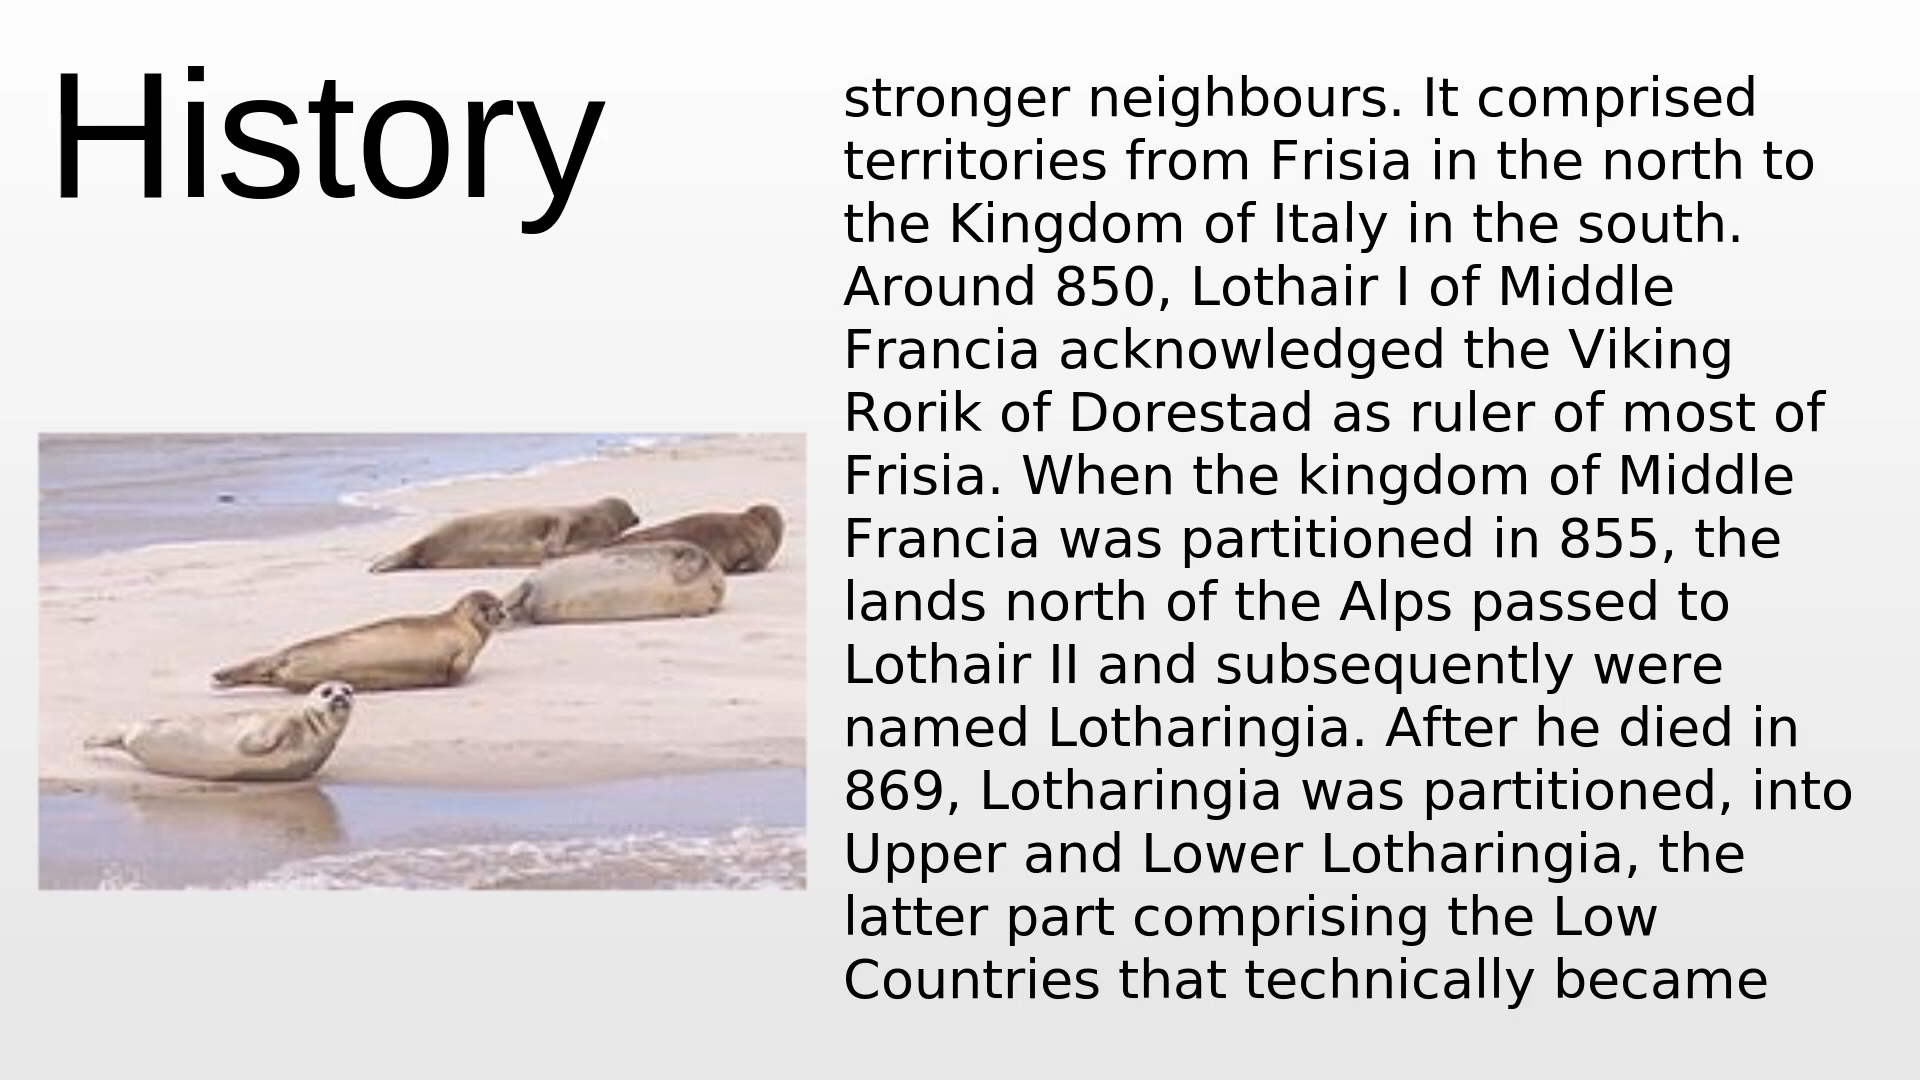 History
stronger neighbours. It comprised
territories from Frisia in the north to
the Kingdom of Italy in the south.
Around 850, Lothair I of Middle
Francia acknowledged the Viking
Rorik of Dorestad as ruler of most of
Frisia. When the kingdom of Middle
Francia was partitioned in 855, the
lands north of the Alps passed to
Lothair II and subsequently were
named Lotharingia. After he died in
869, Lotharingia was partitioned, into
Upper and Lower Lotharingia, the
latter part comprising the Low
Countries that technically became